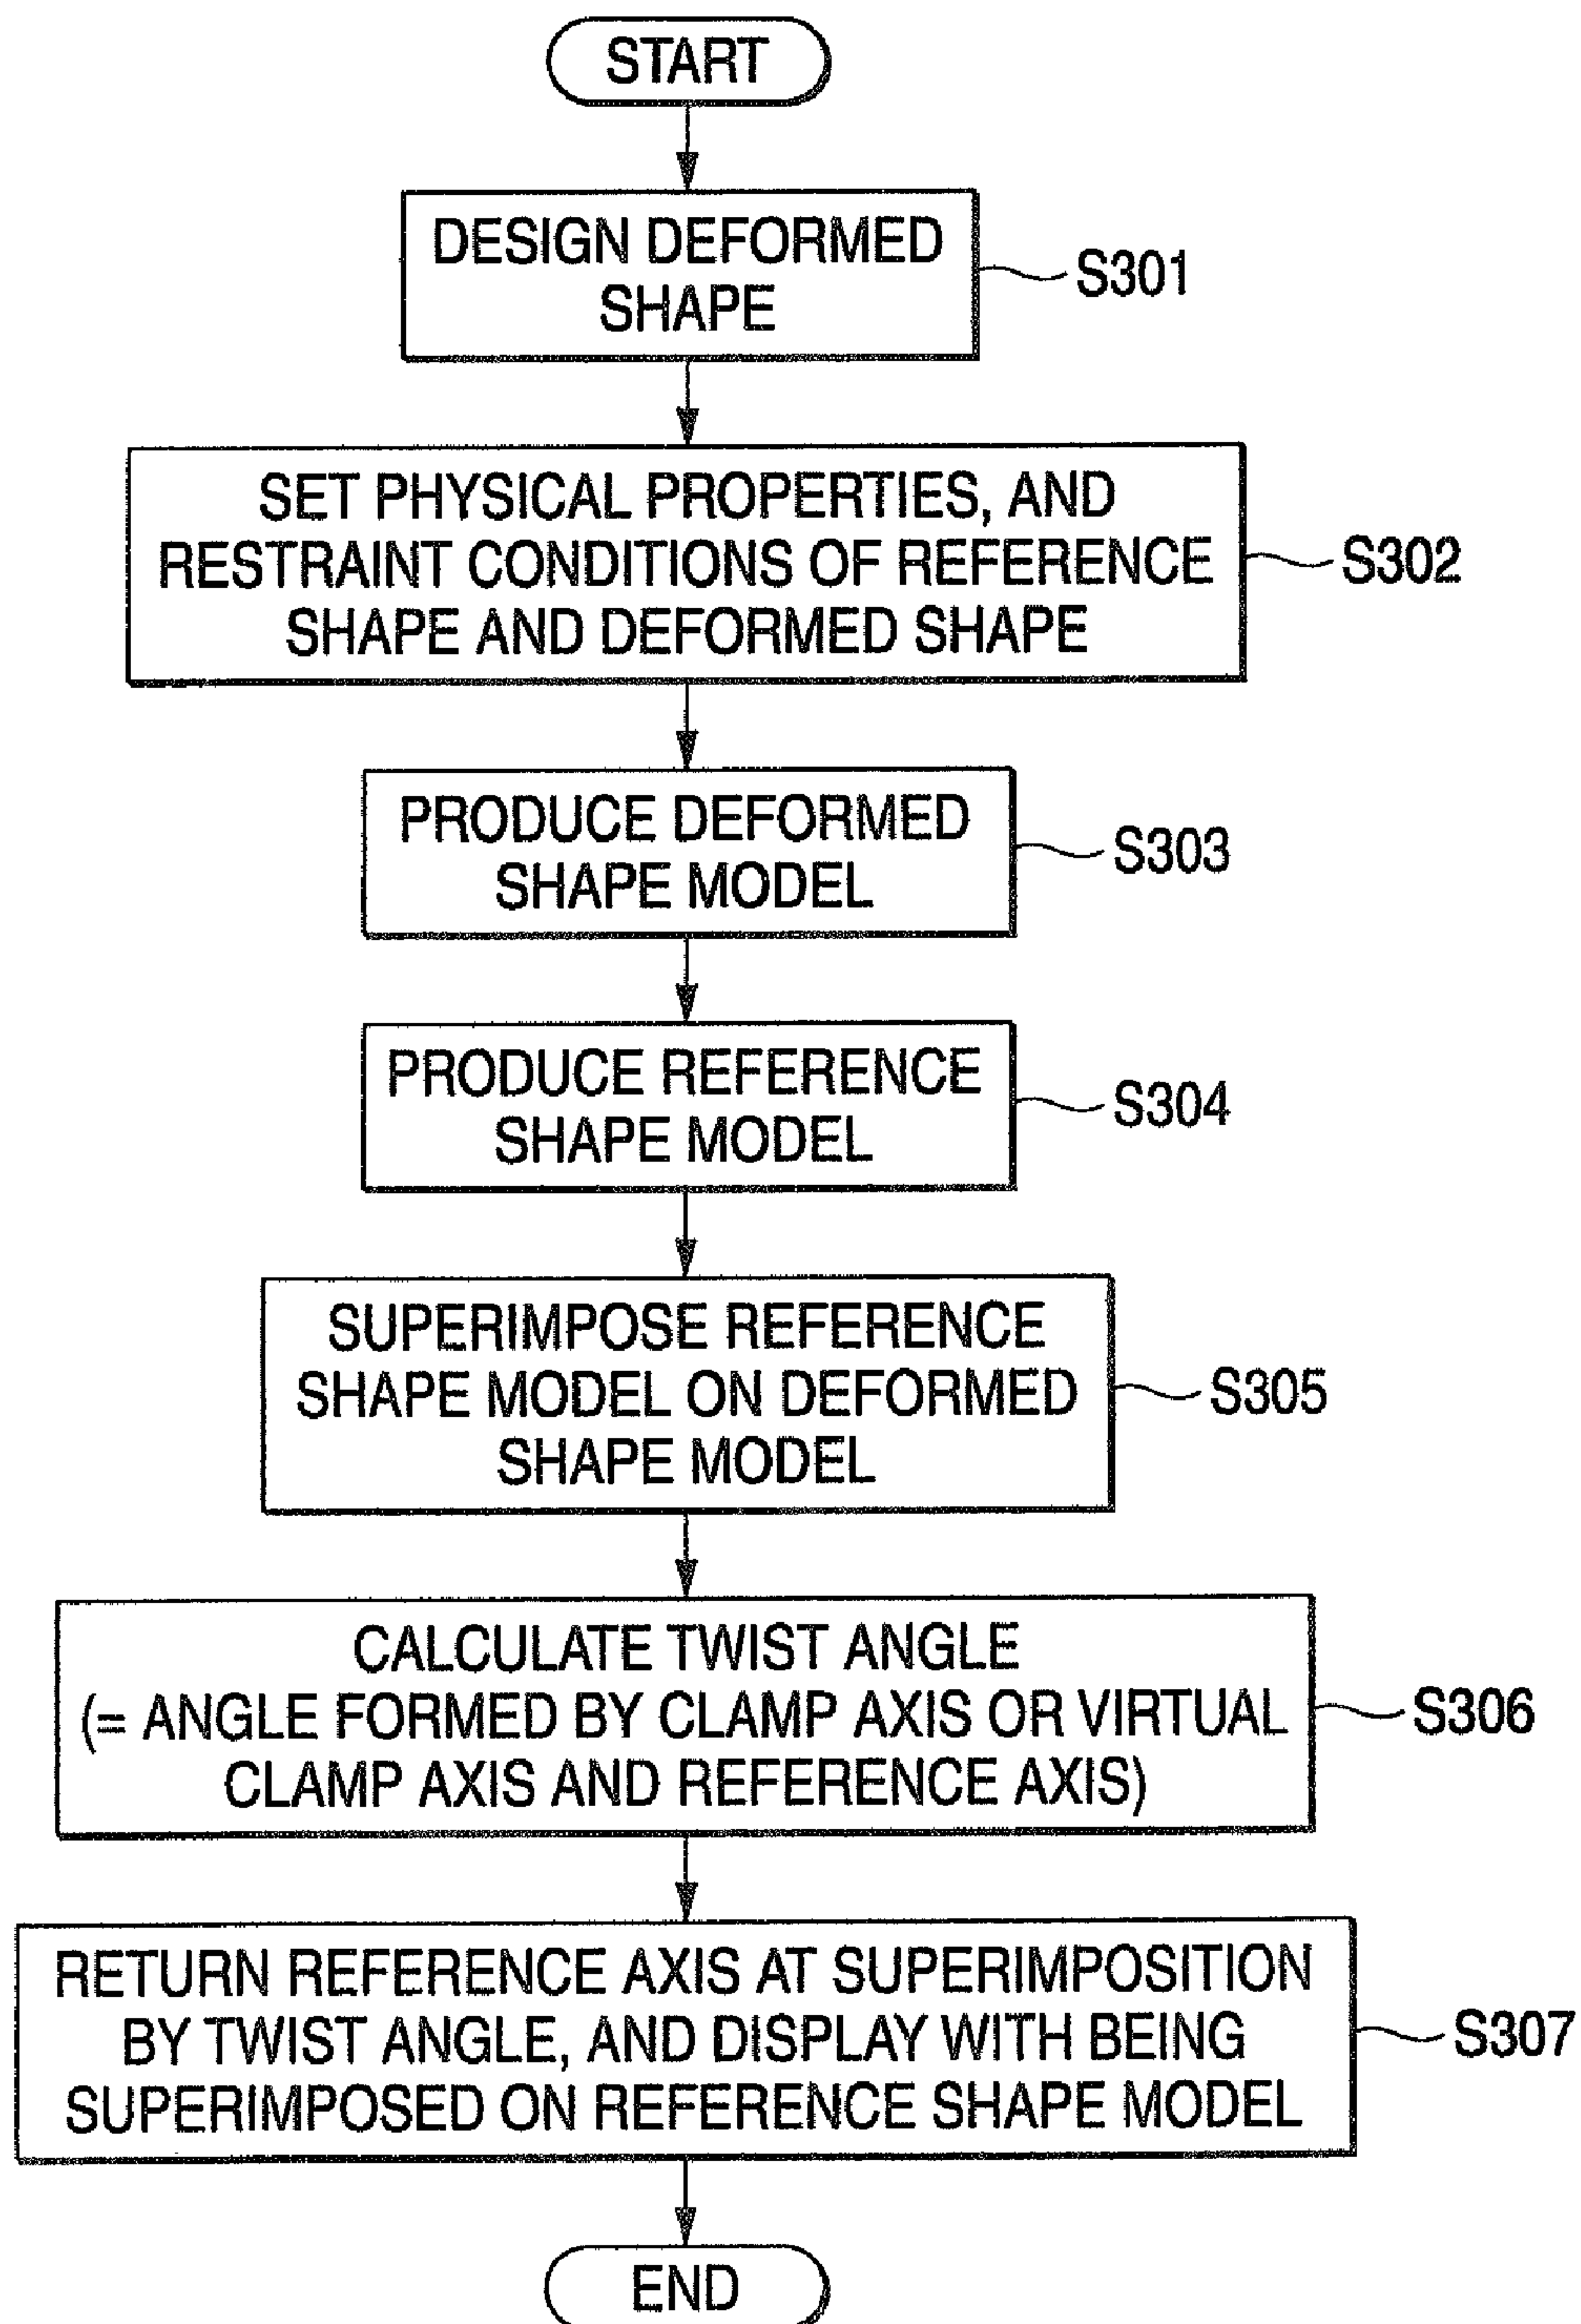 START
DESIGN DEFORMED
SHAPE
S301
SET PHYSICAL PROPERTIES, AND
RESTRAINT CONDITIONS OF REFERENCE
SHAPE AND DEFORMED SHAPE
S302
PRODUCE DEFORMED
SHAPE MODEL
S303
PRODUCE REFERENCE
SHAPE MODEL
S304
SUPERIMPOSE REFERENCE
SHAPE MODEL ON DEFORMED
SHAPE MODEL
S305
CALCULATE TWIST ANGLE
(= ANGLE FORMED BY CLAMP AXIS OR VIRTUAL
CLAMP AXIS AND REFERENCE AXIS)
S306
RETURN REFERENCE AXIS AT SUPERIMPOSITION
BY TWIST ANGLE, AND DISPLAY WITH BEING
SUPERIMPOSED ON REFERENCE SHAPE MODEL
S307
END